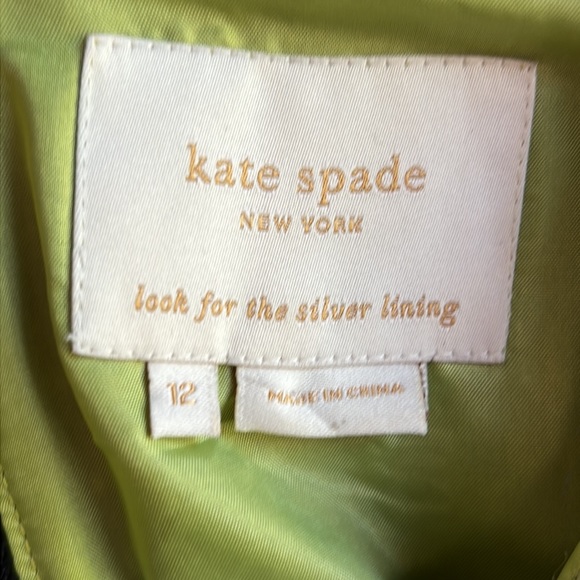 kate spade
NEW YORK
look for the silver lining
12
MADE IN CHINA